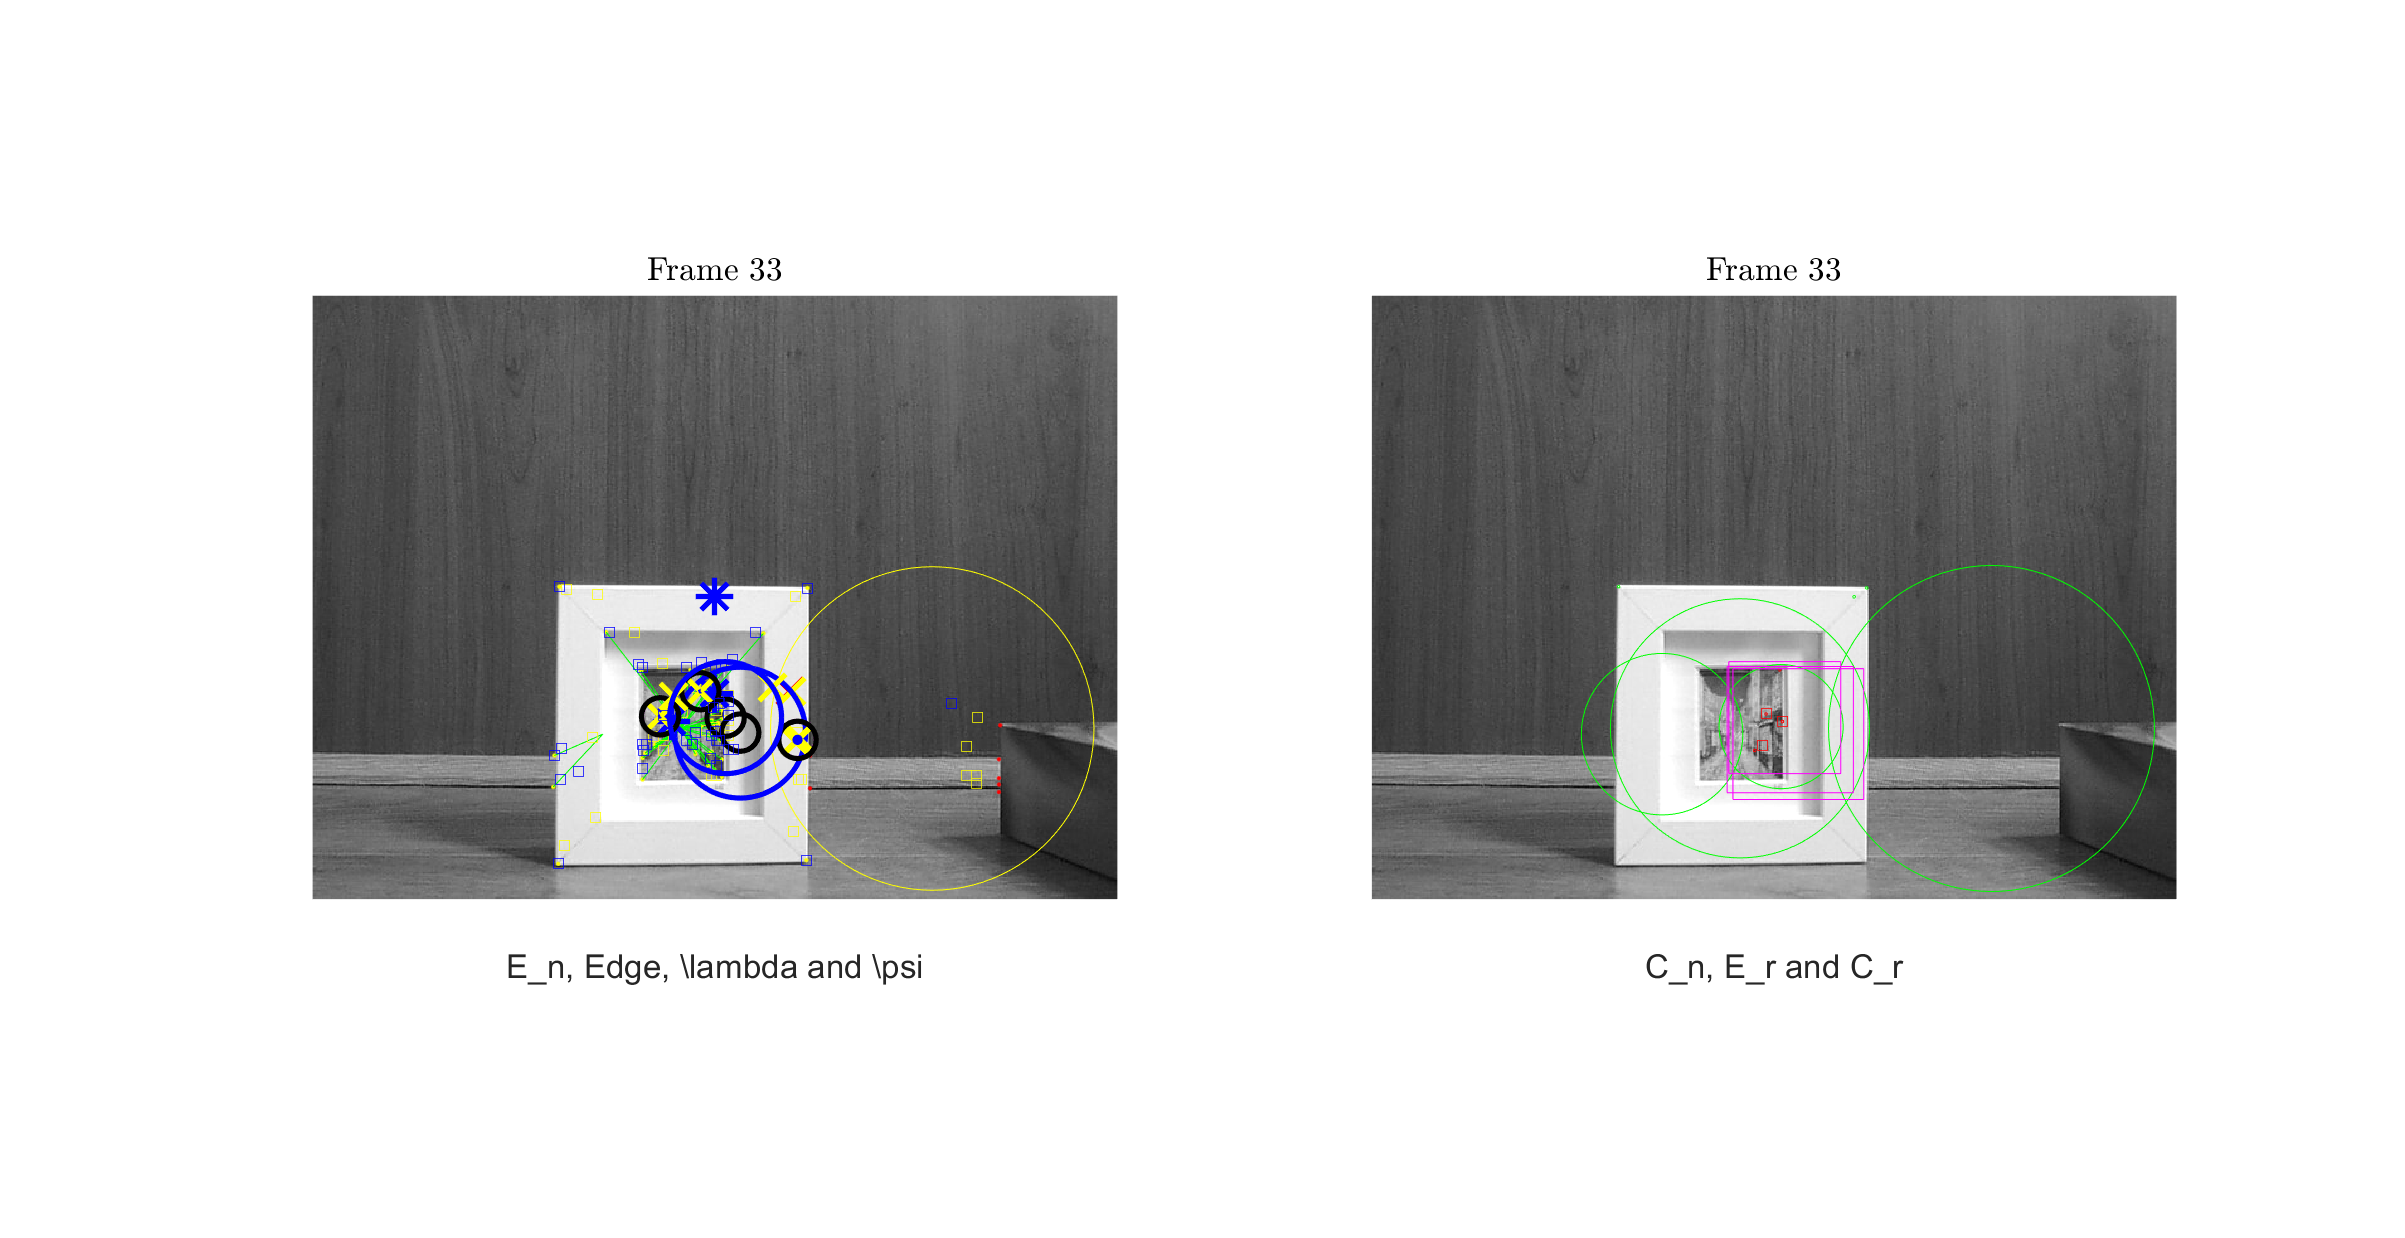 Frame 33
Frame 33
E_n, Edge, \lambda and \psi
C_n, E_r and C_r